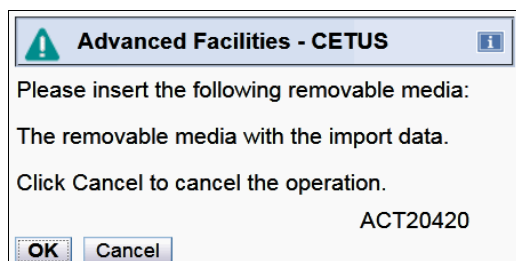 Advanced Facilities - CETUS
Please insert the following removable media:
The removable media with the import data.
Click Cancel to cancel the operation.
ACT20420
OK Cancel